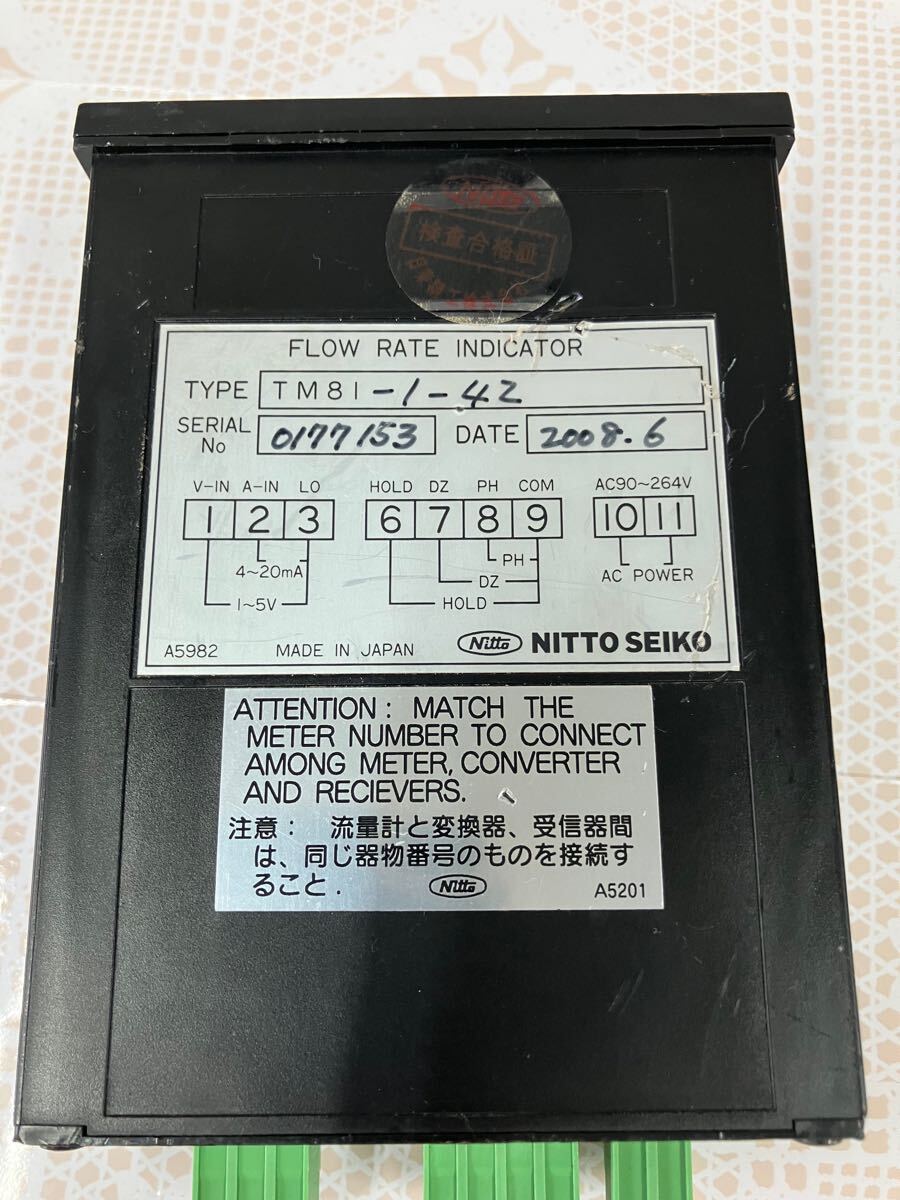 検査合格証
FLOW RATE INDICATOR
TYPE TM81-1-42
SERIAL No 0177153 DATE 2008.6
V-IN A-IN LO HOLD DZ PH COM AC90~264V
1 2 3 6 7 8 9 10 11
4~20mA PH AC POWER
DZ
1~5V HOLD
A5982 MADE IN JAPAN Nitto NITTO SEIKO
ATTENTION: MATCH THE
METER NUMBER TO CONNECT
AMONG METER, CONVERTER
AND RECIEVERS.
注意: 流量計と変換器、受信器間
は、同じ器物番号のものを接続す
ること. Nitto A5201